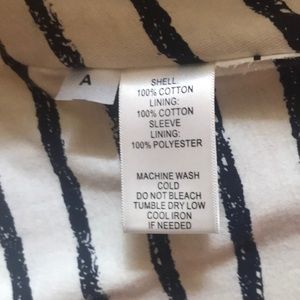 A
SHELL:
100% COTTON
LINING:
100% COTTON
SLEEVE
LINING:
100% POLYESTER
MACHINE WASH
COLD
DO NOT BLEACH
TUMBLE DRY LOW
COOL IRON
IF NEEDED